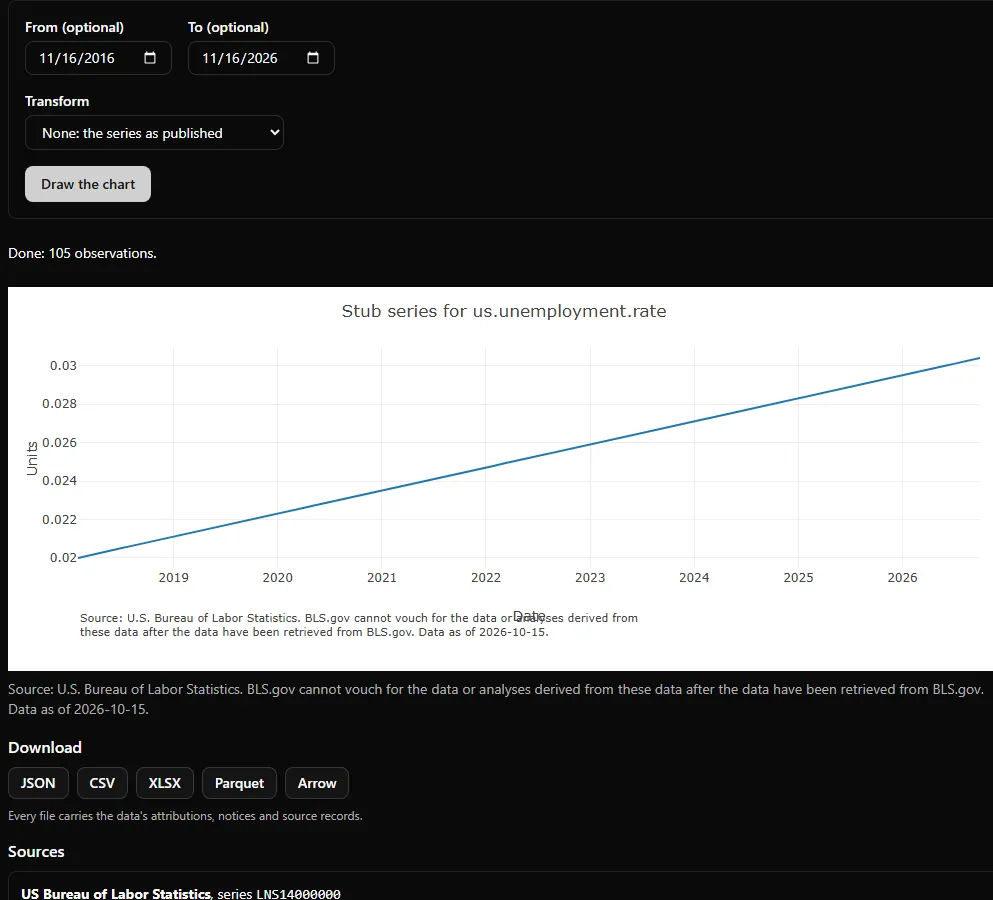 From (optional) To (optional)
11/16/2016 11/16/2026
Transform
None: the series as published
Draw the chart
Done: 105 observations.
Stub series for us.unemployment.rate
0.03
0.028
0.026
0.024
0.022
0.02
Units
2019 2020 2021 2022 2023 2024 2025 2026
Date
Source: U.S. Bureau of Labor Statistics. BLS.gov cannot vouch for the data or analyses derived from
these data after the data have been retrieved from BLS.gov. Data as of 2026-10-15.
Source: U.S. Bureau of Labor Statistics. BLS.gov cannot vouch for the data or analyses derived from these data after the data have been retrieved from BLS.gov.
Data as of 2026-10-15.
Download
JSON CSV XLSX Parquet Arrow
Every file carries the data's attributions, notices and source records.
Sources
US Bureau of Labor Statistics, series LNS14000000